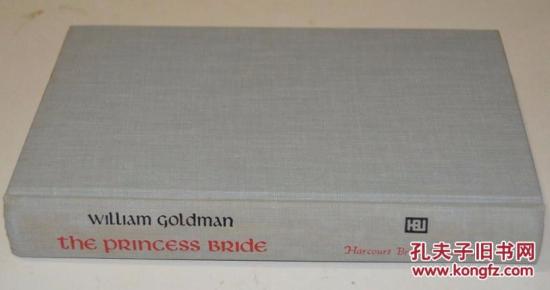 William Goldman
the Princess Bride
HBJ
Harcourt
孔夫子旧书网
www.kongfz.com